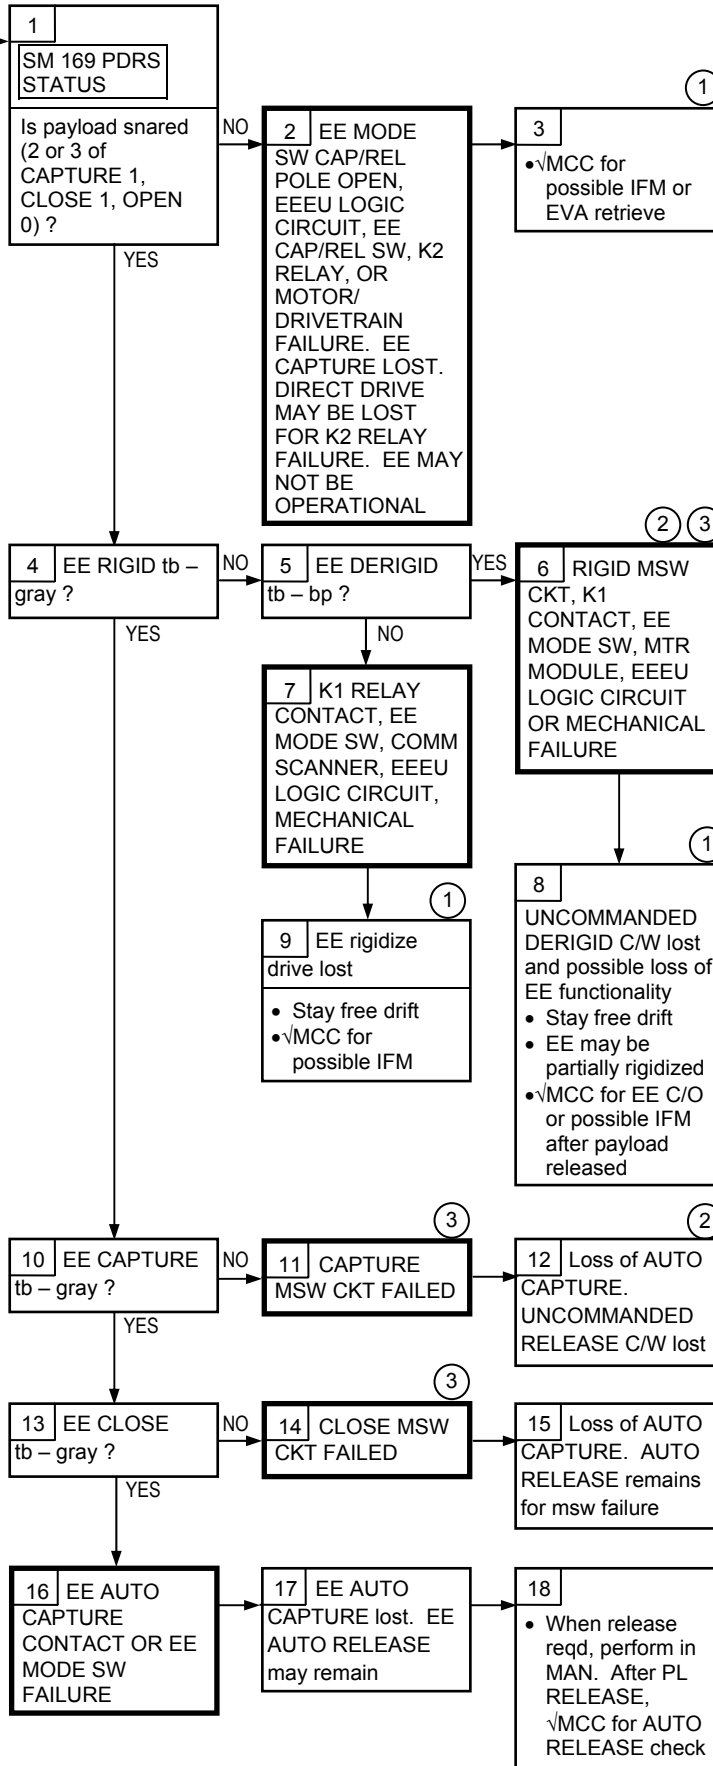 1
SM 169 PDRS
STATUS
Is payload snared
(2 or 3 of
CAPTURE 1,
CLOSE 1, OPEN
0) ?
NO
YES
2 EE MODE
SW CAP/REL
POLE OPEN,
EEEU LOGIC
CIRCUIT, EE
CAP/REL SW, K2
RELAY, OR
MOTOR/
DRIVETRAIN
FAILURE. EE
CAPTURE LOST.
DIRECT DRIVE
MAY BE LOST
FOR K2 RELAY
FAILURE. EE MAY
NOT BE
OPERATIONAL
1
3
•√MCC for
possible IFM or
EVA retrieve
4 EE RIGID tb –
gray ?
NO
YES
5 EE DERIGID
tb – bp ?
YES
NO
2 3
6 RIGID MSW
CKT, K1
CONTACT, EE
MODE SW, MTR
MODULE, EEEU
LOGIC CIRCUIT
OR MECHANICAL
FAILURE
7 K1 RELAY
CONTACT, EE
MODE SW, COMM
SCANNER, EEEU
LOGIC CIRCUIT,
MECHANICAL
FAILURE
1
8
UNCOMMANDED
DERIGID C/W lost
and possible loss of
EE functionality
• Stay free drift
• EE may be
partially rigidized
•√MCC for EE C/O
or possible IFM
after payload
released
1
9 EE rigidize
drive lost
• Stay free drift
•√MCC for
possible IFM
10 EE CAPTURE
tb – gray ?
NO
YES
3
11 CAPTURE
MSW CKT FAILED
2
12 Loss of AUTO
CAPTURE.
UNCOMMANDED
RELEASE C/W lost
13 EE CLOSE
tb – gray ?
NO
YES
3
14 CLOSE MSW
CKT FAILED
15 Loss of AUTO
CAPTURE. AUTO
RELEASE remains
for msw failure
16 EE AUTO
CAPTURE
CONTACT OR EE
MODE SW
FAILURE
17 EE AUTO
CAPTURE lost. EE
AUTO RELEASE
may remain
18
• When release
reqd, perform in
MAN. After PL
RELEASE,
√MCC for AUTO
RELEASE check